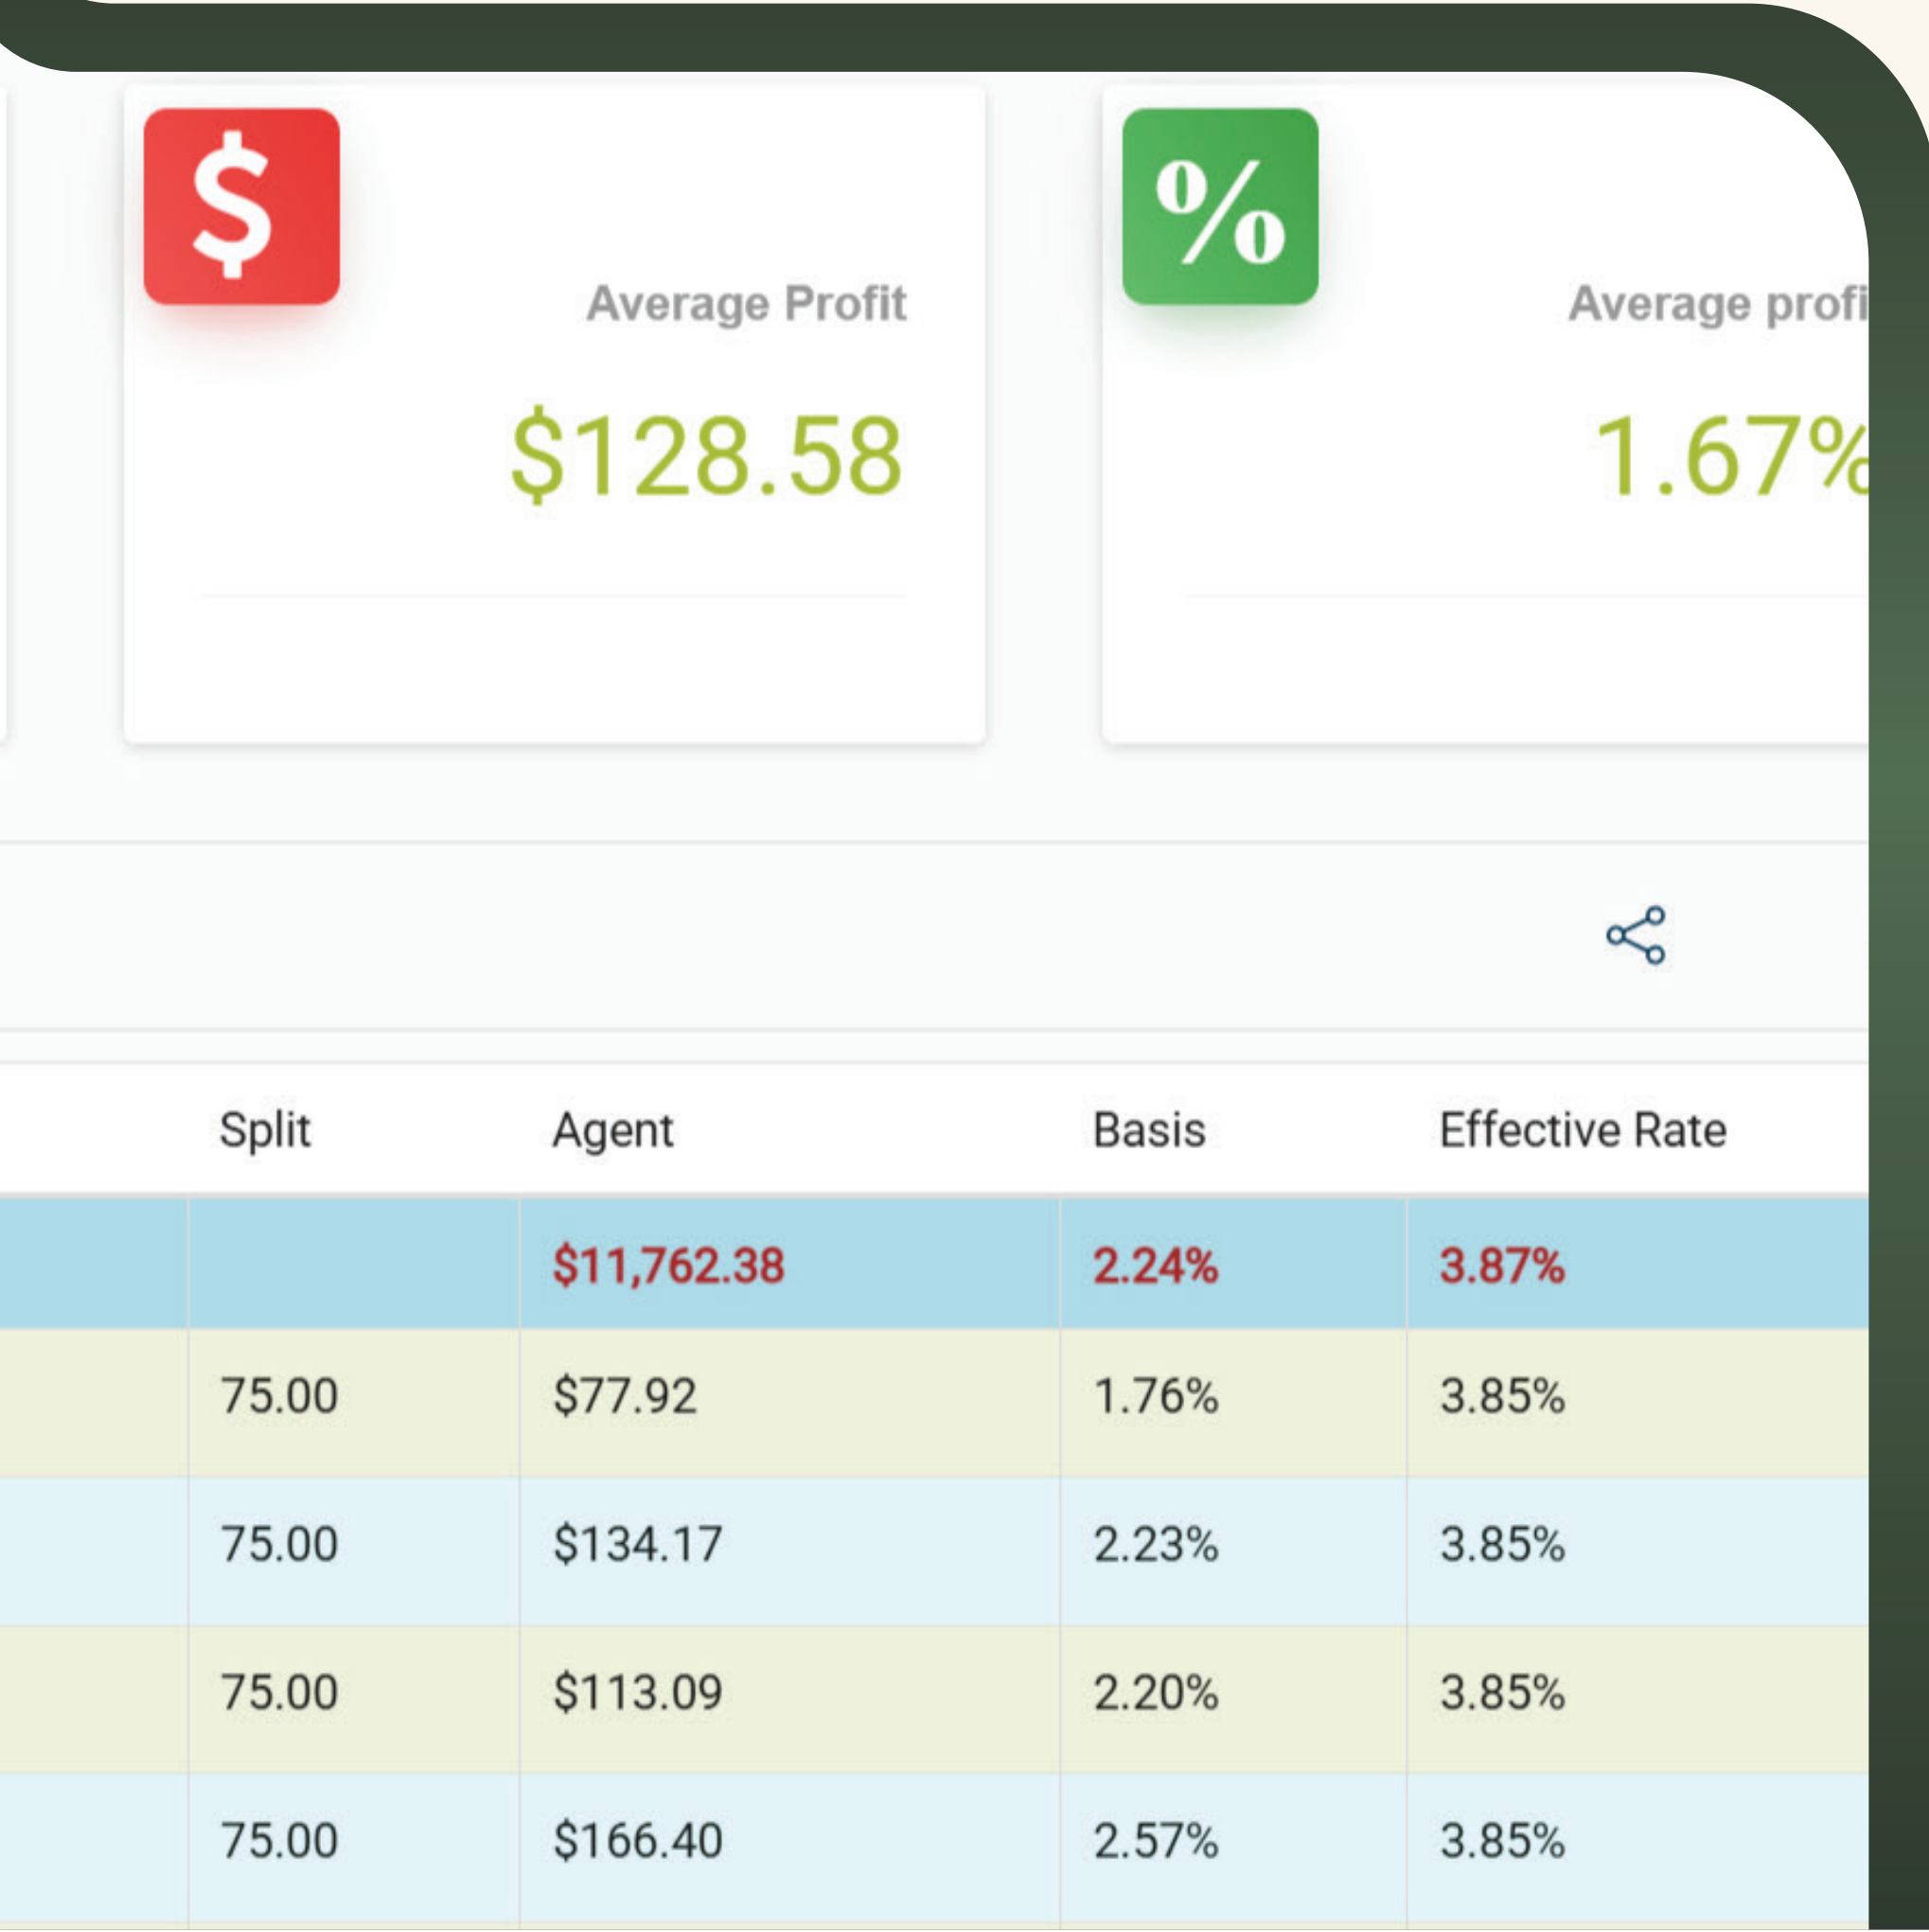 $ %
Average Profit Average profi
$128.58 1.67%
Split Agent Basis Effective Rate
$11,762.38 2.24% 3.87%
75.00 $77.92 1.76% 3.85%
75.00 $134.17 2.23% 3.85%
75.00 $113.09 2.20% 3.85%
75.00 $166.40 2.57% 3.85%